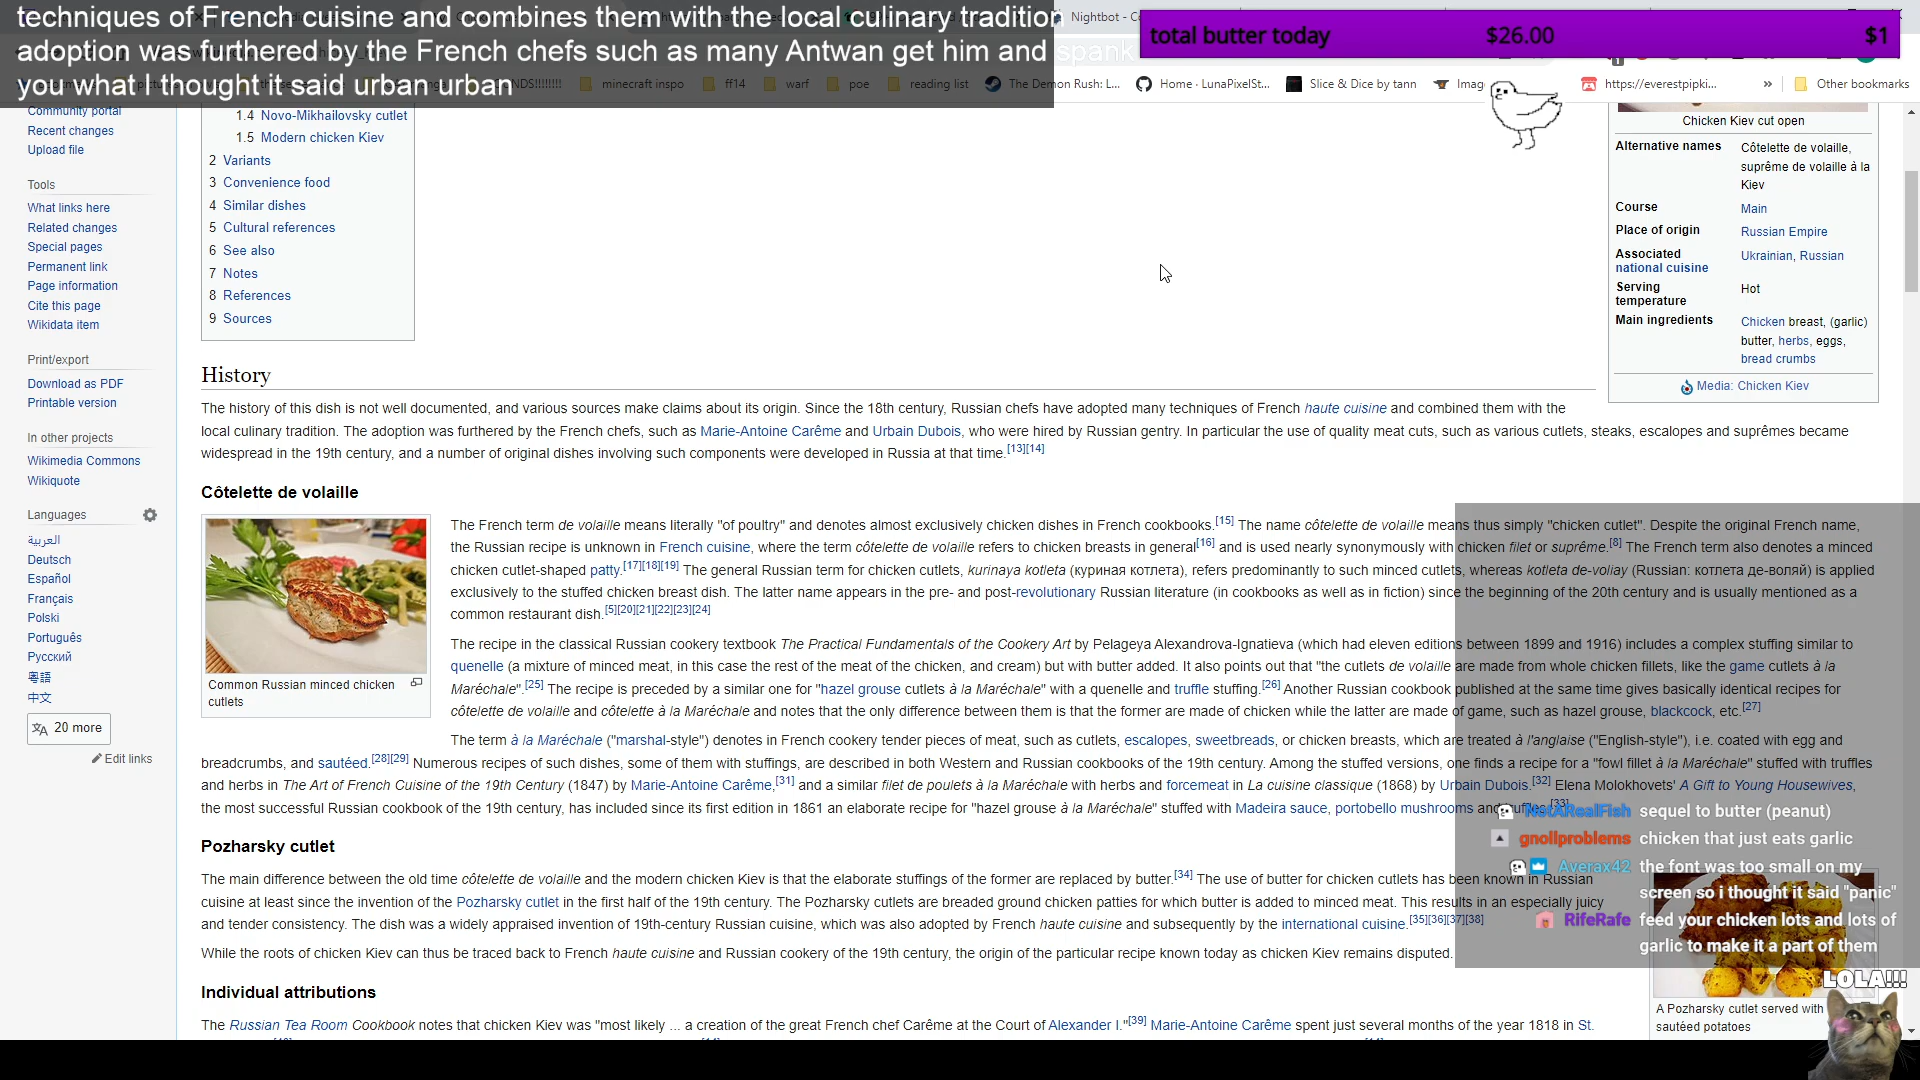 techniques of French cuisine and combines them with the local culinary tradition
adoption was furthered by the French chefs such as many Antwan get him and spank
you what I thought it said urban urban
Nightbot - C
total butter today $26.00 $1
NDS!!!!!!!! minecraft inspo ff14 warf poe reading list The Demon Rush: L... Home · LunaPixelSt... Slice & Dice by tann Imag https://everestpipki... » Other bookmarks
Community portal
Recent changes
Upload file
Tools
What links here
Related changes
Special pages
Permanent link
Page information
Cite this page
Wikidata item
Print/export
Download as PDF
Printable version
In other projects
Wikimedia Commons
Wikiquote
Languages
العربية
Deutsch
Español
Français
Polski
Português
Русский
粵語
中文
20 more
Edit links
1.4 Novo-Mikhailovsky cutlet
1.5 Modern chicken Kiev
2 Variants
3 Convenience food
4 Similar dishes
5 Cultural references
6 See also
7 Notes
8 References
9 Sources
Chicken Kiev cut open
Alternative names Côtelette de volaille,
suprême de volaille à la
Kiev
Course Main
Place of origin Russian Empire
Associated Ukrainian, Russian
national cuisine
Serving Hot
temperature
Main ingredients Chicken breast, (garlic)
butter, herbs, eggs,
bread crumbs
Media: Chicken Kiev
History
The history of this dish is not well documented, and various sources make claims about its origin. Since the 18th century, Russian chefs have adopted many techniques of French haute cuisine and combined them with the
local culinary tradition. The adoption was furthered by the French chefs, such as Marie-Antoine Carême and Urbain Dubois, who were hired by Russian gentry. In particular the use of quality meat cuts, such as various cutlets, steaks, escalopes and suprêmes became
widespread in the 19th century, and a number of original dishes involving such components were developed in Russia at that time.[13][14]
Côtelette de volaille
The French term de volaille means literally "of poultry" and denotes almost exclusively chicken dishes in French cookbooks.[15] The name côtelette de volaille means thus simply "chicken cutlet". Despite the original French name,
the Russian recipe is unknown in French cuisine, where the term côtelette de volaille refers to chicken breasts in general[16] and is used nearly synonymously with chicken filet or suprême.[8] The French term also denotes a minced
chicken cutlet-shaped patty.[17][18][19] The general Russian term for chicken cutlets, kurinaya kotleta (куриная котлета), refers predominantly to such minced cutlets, whereas kotleta de-voliay (Russian: котлета де-воляй) is applied
exclusively to the stuffed chicken breast dish. The latter name appears in the pre- and post-revolutionary Russian literature (in cookbooks as well as in fiction) since the beginning of the 20th century and is usually mentioned as a
common restaurant dish.[5][20][21][22][23][24]
Common Russian minced chicken
cutlets
The recipe in the classical Russian cookery textbook The Practical Fundamentals of the Cookery Art by Pelageya Alexandrova-Ignatieva (which had eleven editions between 1899 and 1916) includes a complex stuffing similar to
quenelle (a mixture of minced meat, in this case the rest of the meat of the chicken, and cream) but with butter added. It also points out that "the cutlets de volaille are made from whole chicken fillets, like the game cutlets à la
Maréchale".[25] The recipe is preceded by a similar one for "hazel grouse cutlets à la Maréchale" with a quenelle and truffle stuffing.[26] Another Russian cookbook published at the same time gives basically identical recipes for
côtelette de volaille and côtelette à la Maréchale and notes that the only difference between them is that the former are made of chicken while the latter are made of game, such as hazel grouse, blackcock, etc.[27]
The term à la Maréchale ("marshal-style") denotes in French cookery tender pieces of meat, such as cutlets, escalopes, sweetbreads, or chicken breasts, which are treated à l'anglaise ("English-style"), i.e. coated with egg and
breadcrumbs, and sautéed.[28][29] Numerous recipes of such dishes, some of them with stuffings, are described in both Western and Russian cookbooks of the 19th century. Among the stuffed versions, one finds a recipe for a "fowl fillet à la Maréchale" stuffed with truffles
and herbs in The Art of French Cuisine of the 19th Century (1847) by Marie-Antoine Carême,[31] and a similar filet de poulets à la Maréchale with herbs and forcemeat in La cuisine classique (1868) by Urbain Dubois.[32] Elena Molokhovets' A Gift to Young Housewives,
the most successful Russian cookbook of the 19th century, has included since its first edition in 1861 an elaborate recipe for "hazel grouse à la Maréchale" stuffed with Madeira sauce, portobello mushrooms and truffles.[33]
Pozharsky cutlet
The main difference between the old time côtelette de volaille and the modern chicken Kiev is that the elaborate stuffings of the former are replaced by butter.[34] The use of butter for chicken cutlets has been known in Russian
cuisine at least since the invention of the Pozharsky cutlet in the first half of the 19th century. The Pozharsky cutlets are breaded ground chicken patties for which butter is added to minced meat. This results in an especially juicy
and tender consistency. The dish was a widely appraised invention of 19th-century Russian cuisine, which was also adopted by French haute cuisine and subsequently by the international cuisine.[35][36][37][38]
While the roots of chicken Kiev can thus be traced back to French haute cuisine and Russian cookery of the 19th century, the origin of the particular recipe known today as chicken Kiev remains disputed.
Individual attributions
The Russian Tea Room Cookbook notes that chicken Kiev was "most likely ... a creation of the great French chef Carême at the Court of Alexander I."[39] Marie-Antoine Carême spent just several months of the year 1818 in St.
NotARealFish sequel to butter (peanut)
gnollproblems chicken that just eats garlic
Averax42 the font was too small on my
screen so i thought it said "panic"
RifeRafe feed your chicken lots and lots of
garlic to make it a part of them
LOLA!!!
A Pozharsky cutlet served with
sautéed potatoes